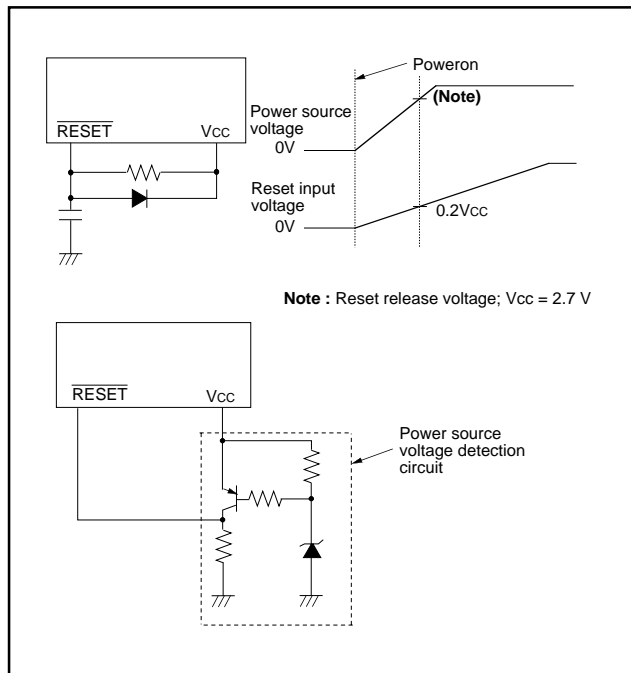 Poweron
(Note)
Power source
voltage
0V
RESET
VCC
Reset input
voltage
0V
0.2VCC
Note : Reset release voltage; Vcc = 2.7 V
RESET
VCC
Power source
voltage detection
circuit